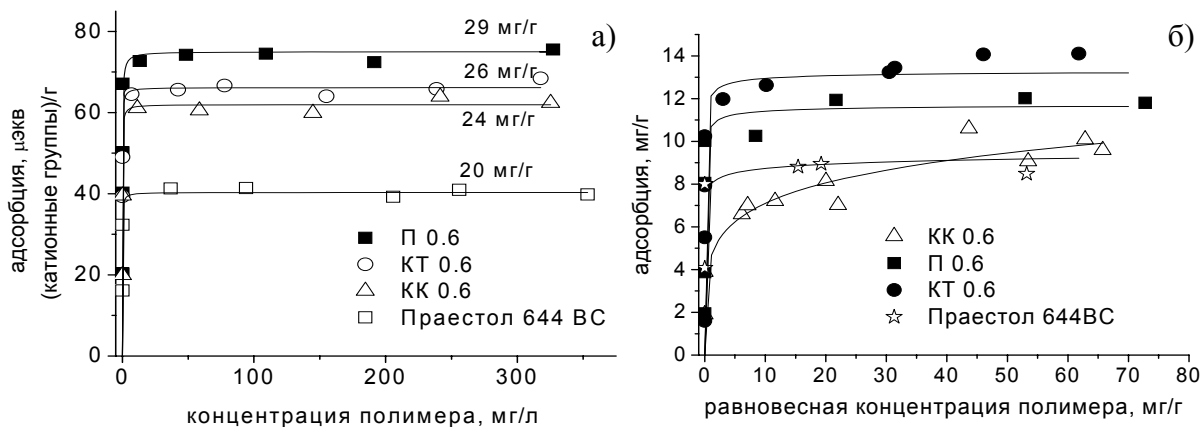 адсорбция, μэкв
(катионные группы)/г
80
60
40
20
0
29 мг/г
а)
26 мг/г
24 мг/г
20 мг/г
П 0.6
КТ 0.6
КК 0.6
Праестол 644 ВС
0 100 200 300
концентрация полимера, мг/л
адсорбция, мг/г
14
12
10
8
6
4
2
0
б)
КК 0.6
П 0.6
КТ 0.6
Праестол 644ВС
0 10 20 30 40 50 60 70 80
равновесная концентрация полимера, мг/г